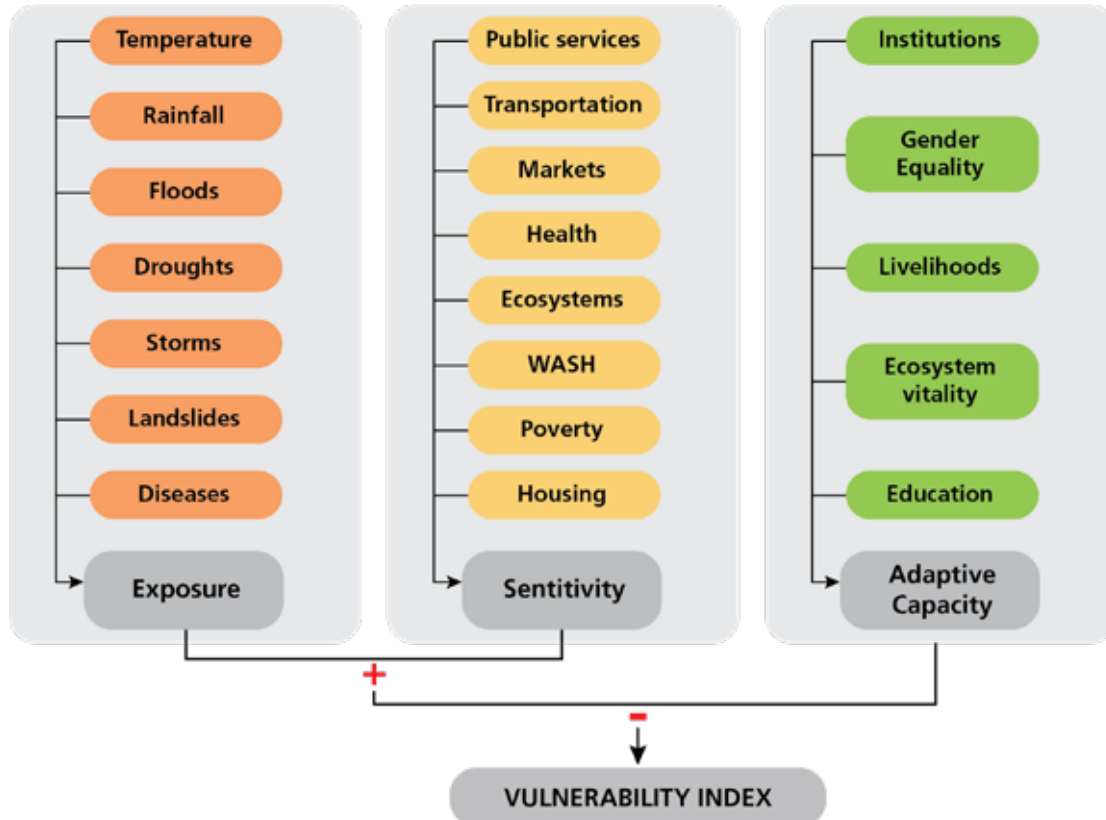 Temperature
Rainfall
Floods
Droughts
Storms
Landslides
Diseases
Exposure
Public services
Transportation
Markets
Health
Ecosystems
WASH
Poverty
Housing
Sentitivity
Institutions
Gender
Equality
Livelihoods
Ecosystem
vitality
Education
Adaptive
Capacity
+
-
VULNERABILITY INDEX